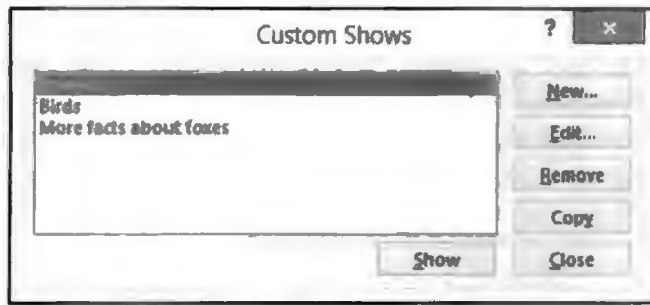 Custom Shows
?
Birds
More facts about foxes
New...
Edit...
Remove
Copy
Show
Close